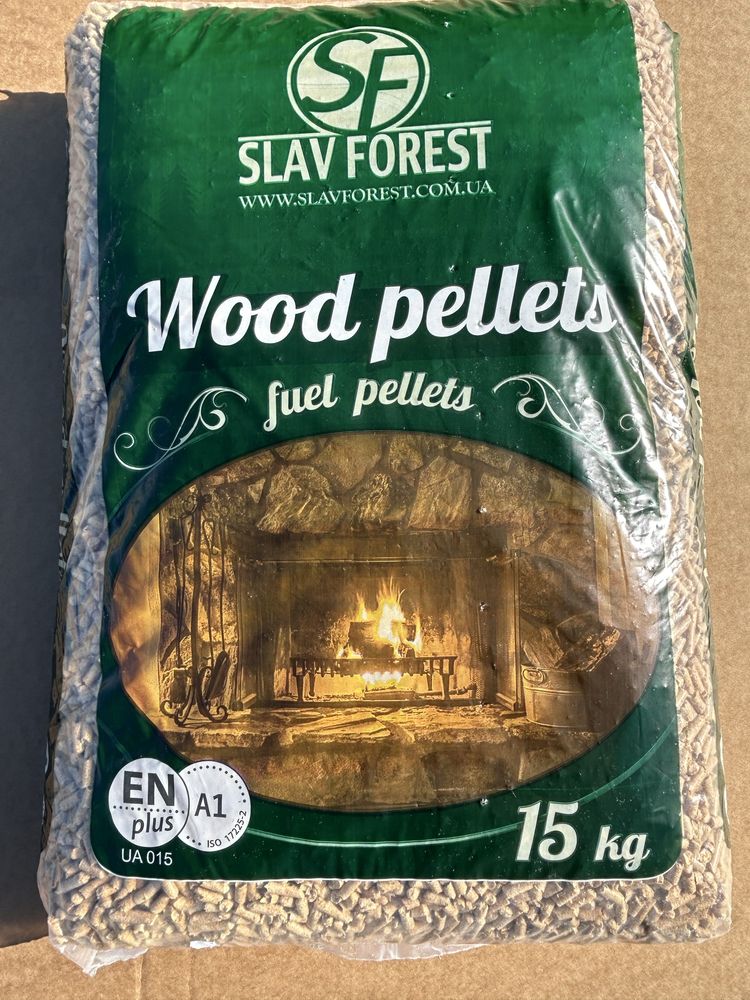 SF
SLAV FOREST
WWW.SLAVFOREST.COM.UA
Wood pellets
fuel pellets
EN
plus
A1
ISO 17225-2
UA 015
15 kg